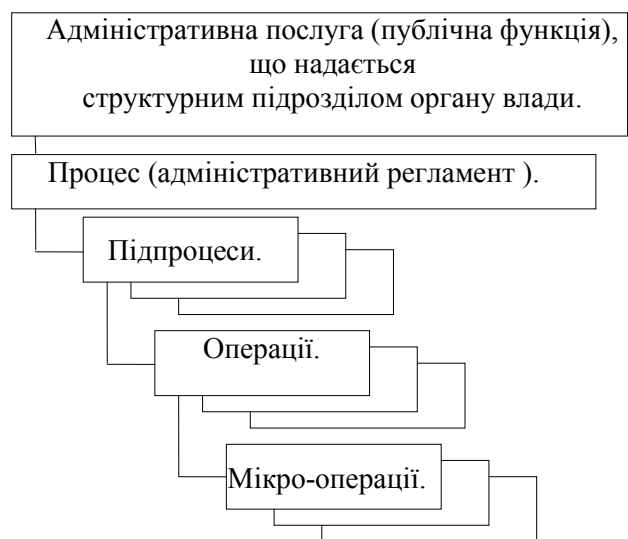 Адміністративна послуга (публічна функція),
що надається
структурним підрозділом органу влади.
Процес (адміністративний регламент ).
Підпроцеси.
Операції.
Мікро-операції.